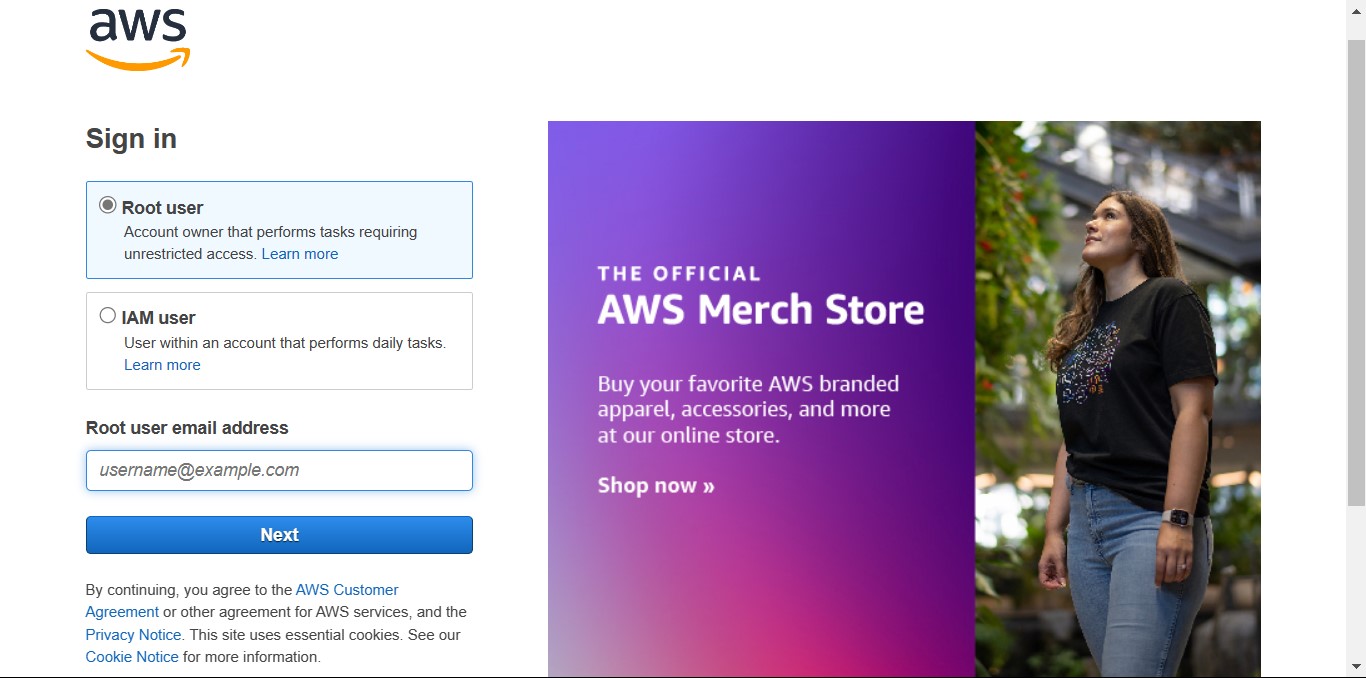 aws
Sign in
Root user
Account owner that performs tasks requiring
unrestricted access. Learn more
IAM user
User within an account that performs daily tasks.
Learn more
Root user email address
username@example.com
Next
By continuing, you agree to the AWS Customer
Agreement or other agreement for AWS services, and the
Privacy Notice. This site uses essential cookies. See our
Cookie Notice for more information.
THE OFFICIAL
AWS Merch Store
Buy your favorite AWS branded
apparel, accessories, and more
at our online store.
Shop now »